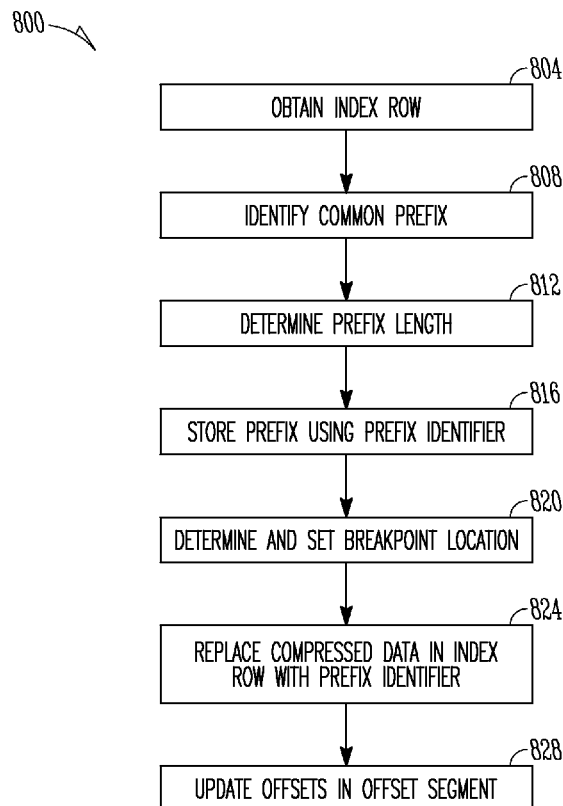 800
804
OBTAIN INDEX ROW
808
IDENTIFY COMMON PREFIX
812
DETERMINE PREFIX LENGTH
816
STORE PREFIX USING PREFIX IDENTIFIER
820
DETERMINE AND SET BREAKPOINT LOCATION
824
REPLACE COMPRESSED DATA IN INDEX
ROW WITH PREFIX IDENTIFIER
828
UPDATE OFFSETS IN OFFSET SEGMENT